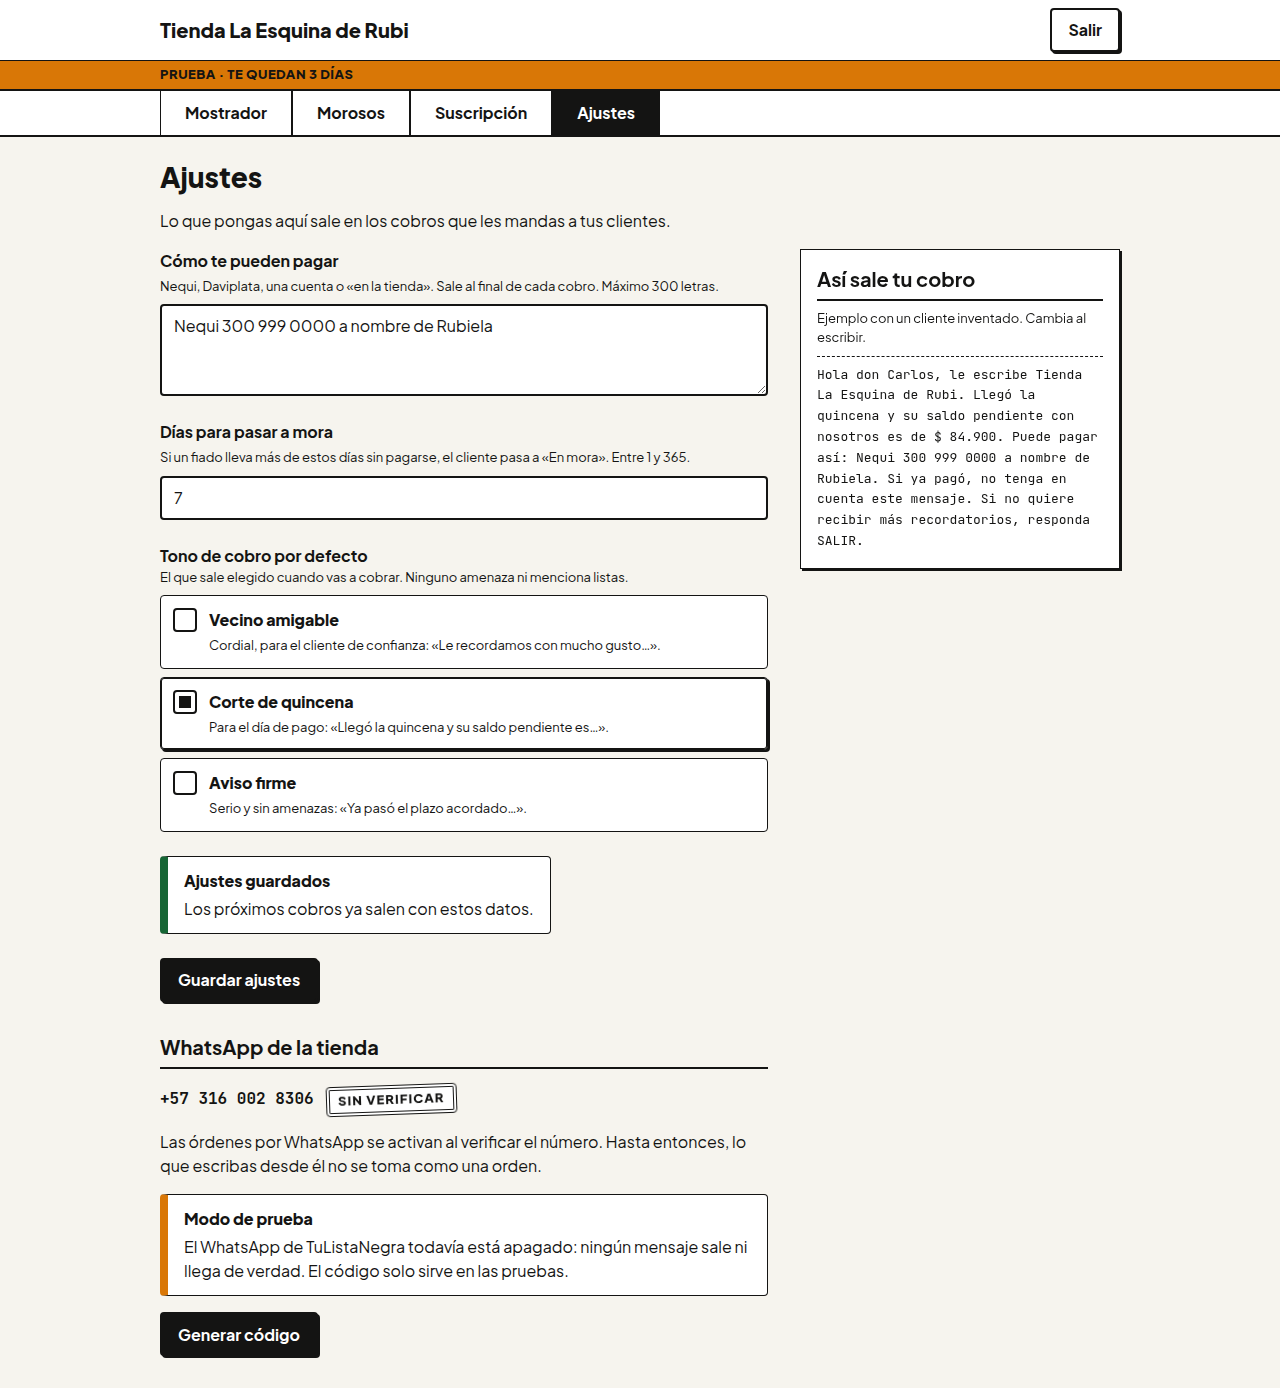 Tienda La Esquina de Rubi
Salir
PRUEBA · TE QUEDAN 3 DÍAS
Mostrador
Morosos
Suscripción
Ajustes
Ajustes
Lo que pongas aquí sale en los cobros que les mandas a tus clientes.
Cómo te pueden pagar
Nequi, Daviplata, una cuenta o «en la tienda». Sale al final de cada cobro. Máximo 300 letras.
Nequi 300 999 0000 a nombre de Rubiela
Días para pasar a mora
Si un fiado lleva más de estos días sin pagarse, el cliente pasa a «En mora». Entre 1 y 365.
7
Tono de cobro por defecto
El que sale elegido cuando vas a cobrar. Ninguno amenaza ni menciona listas.
Vecino amigable
Cordial, para el cliente de confianza: «Le recordamos con mucho gusto…».
Corte de quincena
Para el día de pago: «Llegó la quincena y su saldo pendiente es…».
Aviso firme
Serio y sin amenazas: «Ya pasó el plazo acordado…».
Ajustes guardados
Los próximos cobros ya salen con estos datos.
Guardar ajustes
WhatsApp de la tienda
+57 316 002 8306
SIN VERIFICAR
Las órdenes por WhatsApp se activan al verificar el número. Hasta entonces, lo
que escribas desde él no se toma como una orden.
Modo de prueba
El WhatsApp de TuListaNegra todavía está apagado: ningún mensaje sale ni
llega de verdad. El código solo sirve en las pruebas.
Generar código
Así sale tu cobro
Ejemplo con un cliente inventado. Cambia al
escribir.
Hola don Carlos, le escribe Tienda
La Esquina de Rubi. Llegó la
quincena y su saldo pendiente con
nosotros es de $ 84.900. Puede pagar
así: Nequi 300 999 0000 a nombre de
Rubiela. Si ya pagó, no tenga en
cuenta este mensaje. Si no quiere
recibir más recordatorios, responda
SALIR.